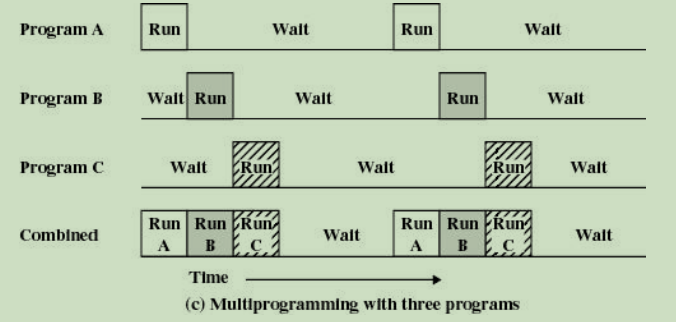 Program A Run Wait Run Wait
Program B Wait Run Wait Run Wait
Program C Wait Run Wait Run Wait
Combined Run A Run B Run C Wait Run A Run B Run C Wait
Time
(c) Multiprogramming with three programs